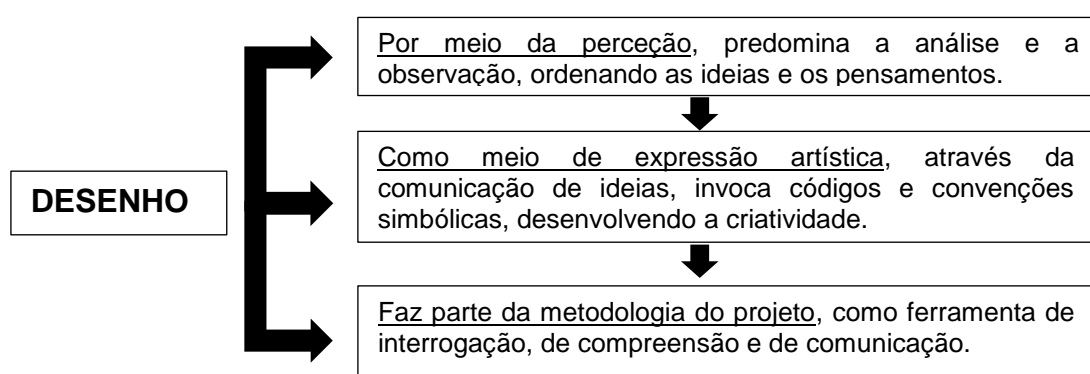 Por meio da perceção, predomina a análise e a
observação, ordenando as ideias e os pensamentos.
Como meio de expressão artística, através da
comunicação de ideias, invoca códigos e convenções
simbólicas, desenvolvendo a criatividade.
DESENHO
Faz parte da metodologia do projeto, como ferramenta de
interrogação, de compreensão e de comunicação.